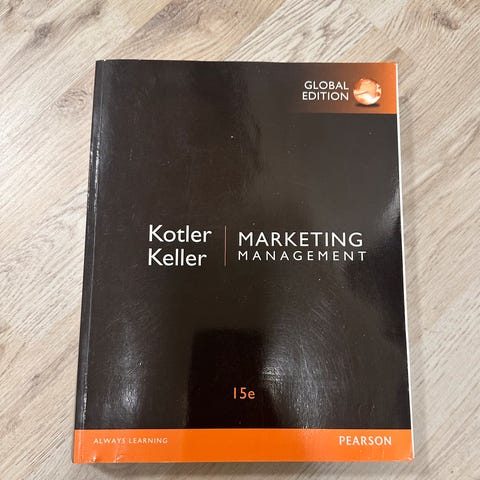 GLOBAL
EDITION
Kotler
Keller
MARKETING
MANAGEMENT
15e
ALWAYS LEARNING
PEARSON